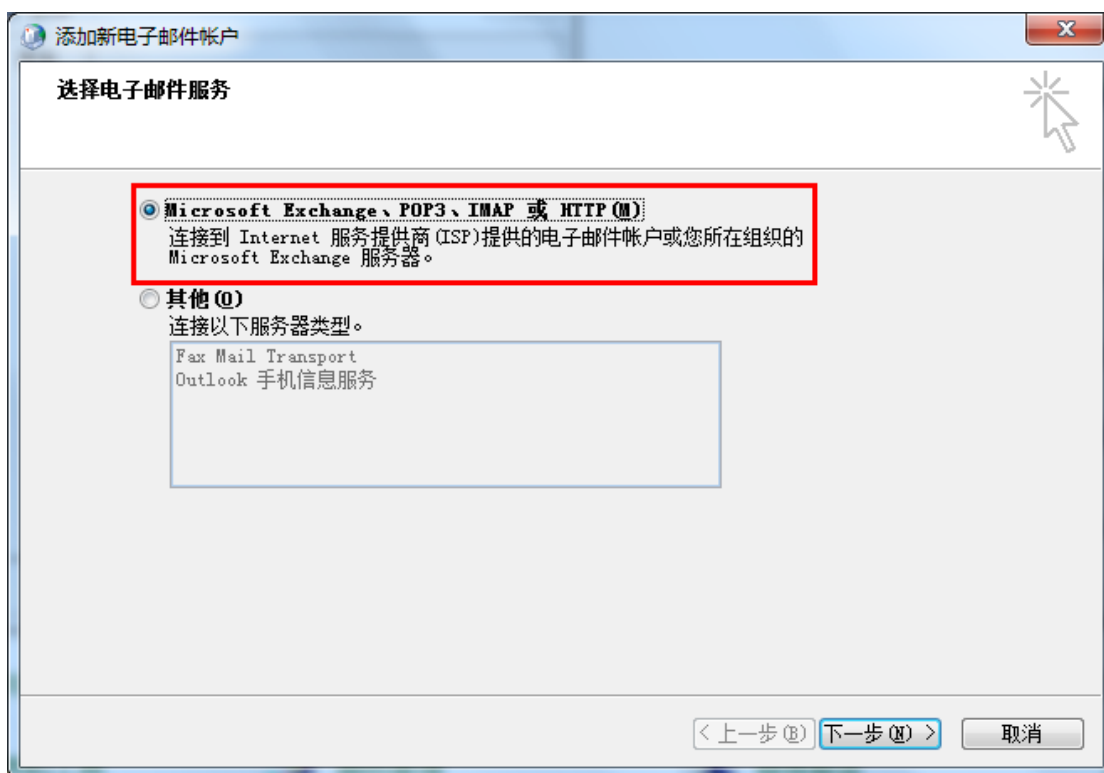 添加新电子邮件帐户
选择电子邮件服务
Microsoft Exchange、POP3、IMAP 或 HTTP(M)
连接到 Internet 服务提供商(ISP)提供的电子邮件帐户或您所在组织的
Microsoft Exchange 服务器。
其他(O)
连接以下服务器类型。
Fax Mail Transport
Outlook 手机信息服务
< 上一步(B) 下一步(N) > 取消